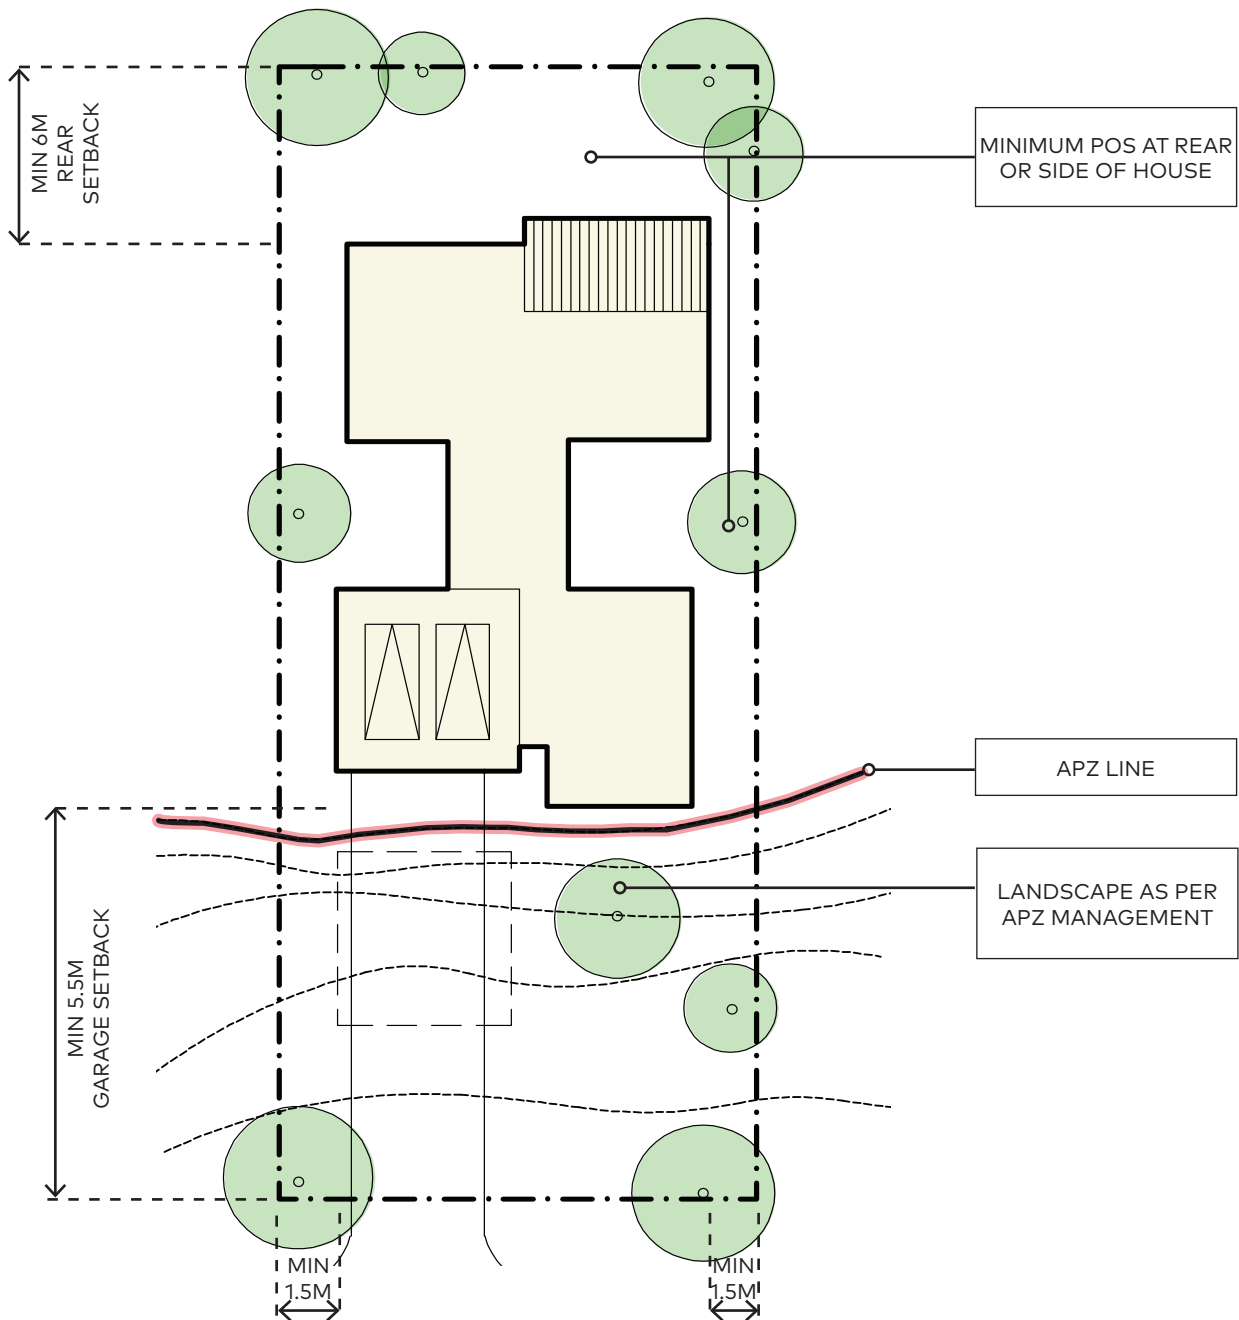 MIN 6M
REAR
SETBACK
MINIMUM POS AT REAR
OR SIDE OF HOUSE
APZ LINE
LANDSCAPE AS PER
APZ MANAGEMENT
MIN 5.5M
GARAGE SETBACK
MIN
1.5M
MIN
1.5M